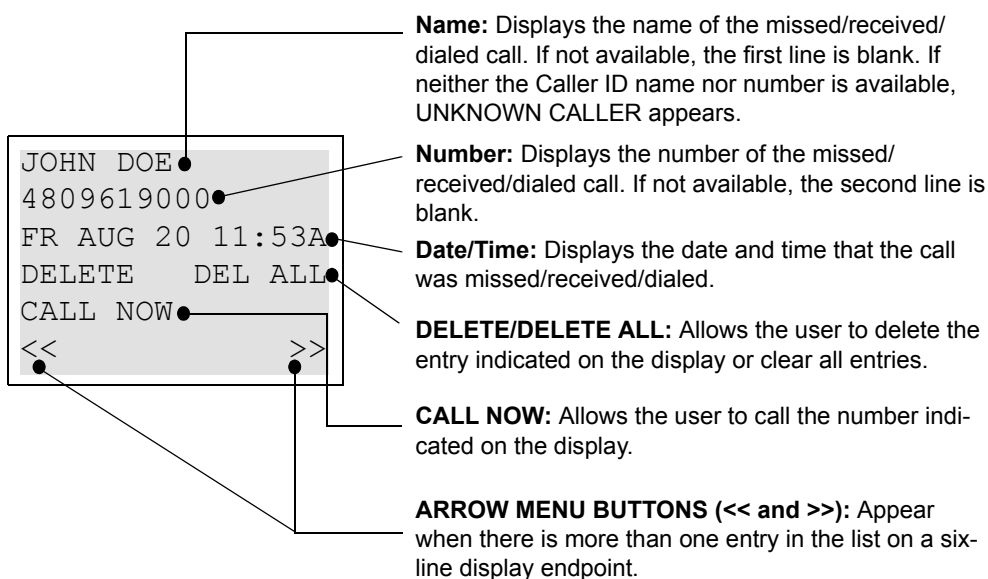 Name: Displays the name of the missed/received/
dialed call. If not available, the first line is blank. If
neither the Caller ID name nor number is available,
UNKNOWN CALLER appears.
JOHN DOE
4809619000
FR AUG 20 11:53A
DELETE DEL ALL
CALL NOW
<< >>
Number: Displays the number of the missed/
received/dialed call. If not available, the second line is
blank.
Date/Time: Displays the date and time that the call
was missed/received/dialed.
DELETE/DELETE ALL: Allows the user to delete the
entry indicated on the display or clear all entries.
CALL NOW: Allows the user to call the number indi-
cated on the display.
ARROW MENU BUTTONS (<< and >>): Appear
when there is more than one entry in the list on a six-
line display endpoint.